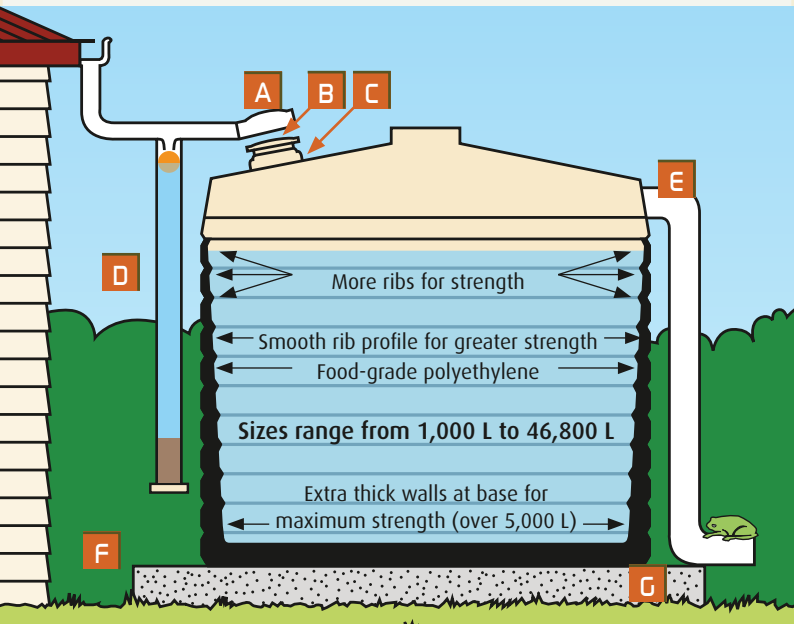 A B C
E
D
More ribs for strength
Smooth rib profile for greater strength
Food-grade polyethylene
Sizes range from 1,000 L to 46,800 L
Extra thick walls at base for
maximum strength (over 5,000 L)
F
G